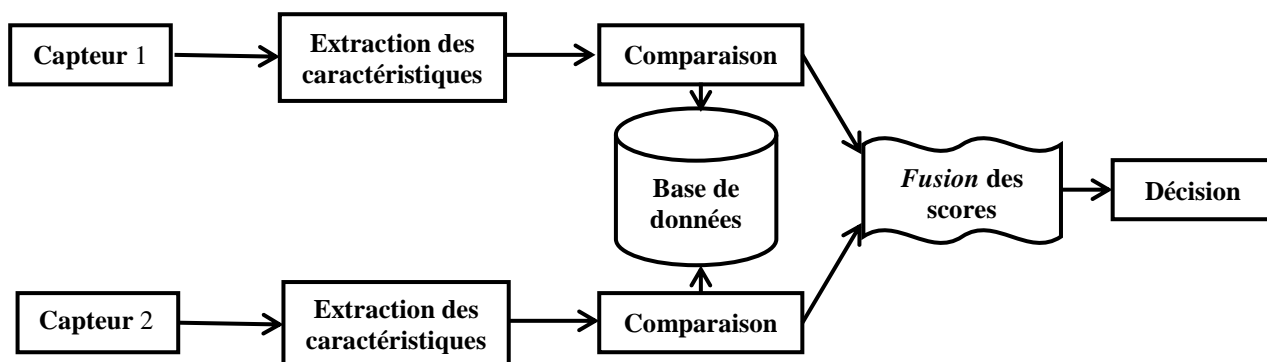 Capteur 1
Extraction des
caractéristiques
Comparaison
Base de
données
Fusion des
scores
Décision
Capteur 2
Extraction des
caractéristiques
Comparaison